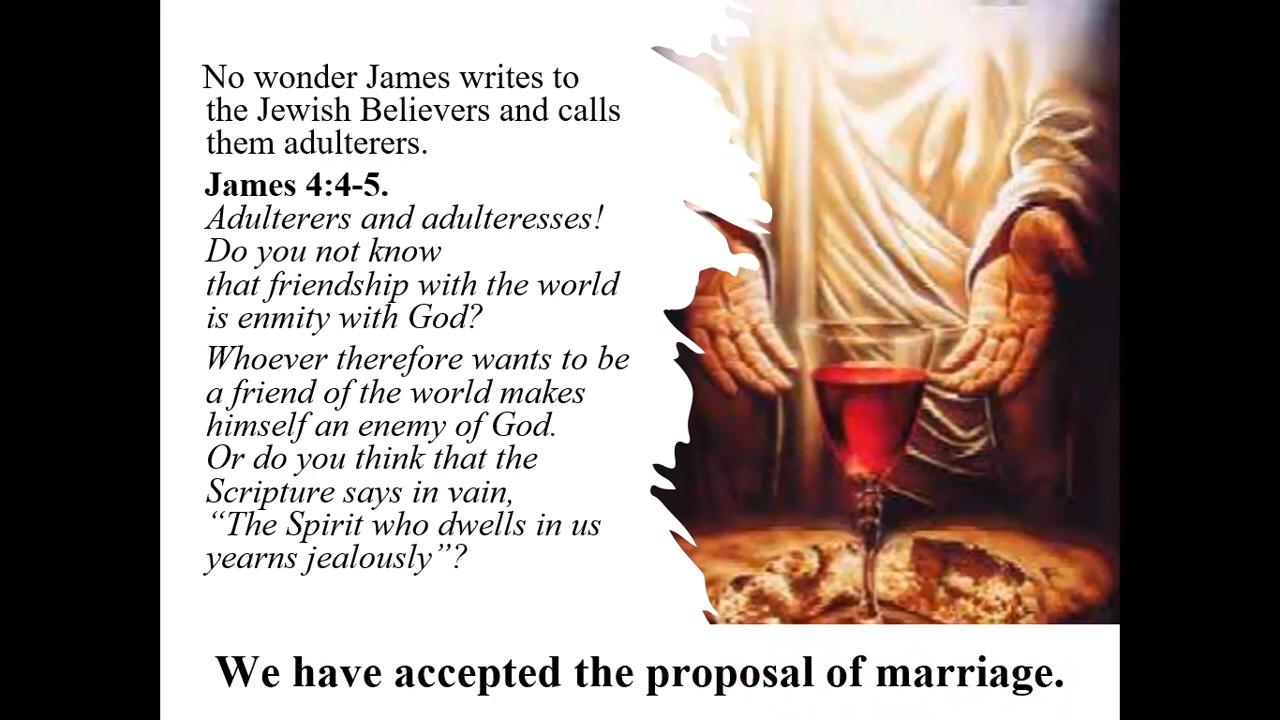 No wonder James writes to
the Jewish Believers and calls
them adulterers.
James 4:4-5.
Adulterers and adulteresses!
Do you not know
that friendship with the world
is enmity with God?
Whoever therefore wants to be
a friend of the world makes
himself an enemy of God.
Or do you think that the
Scripture says in vain,
“The Spirit who dwells in us
yearns jealously”?
We have accepted the proposal of marriage.